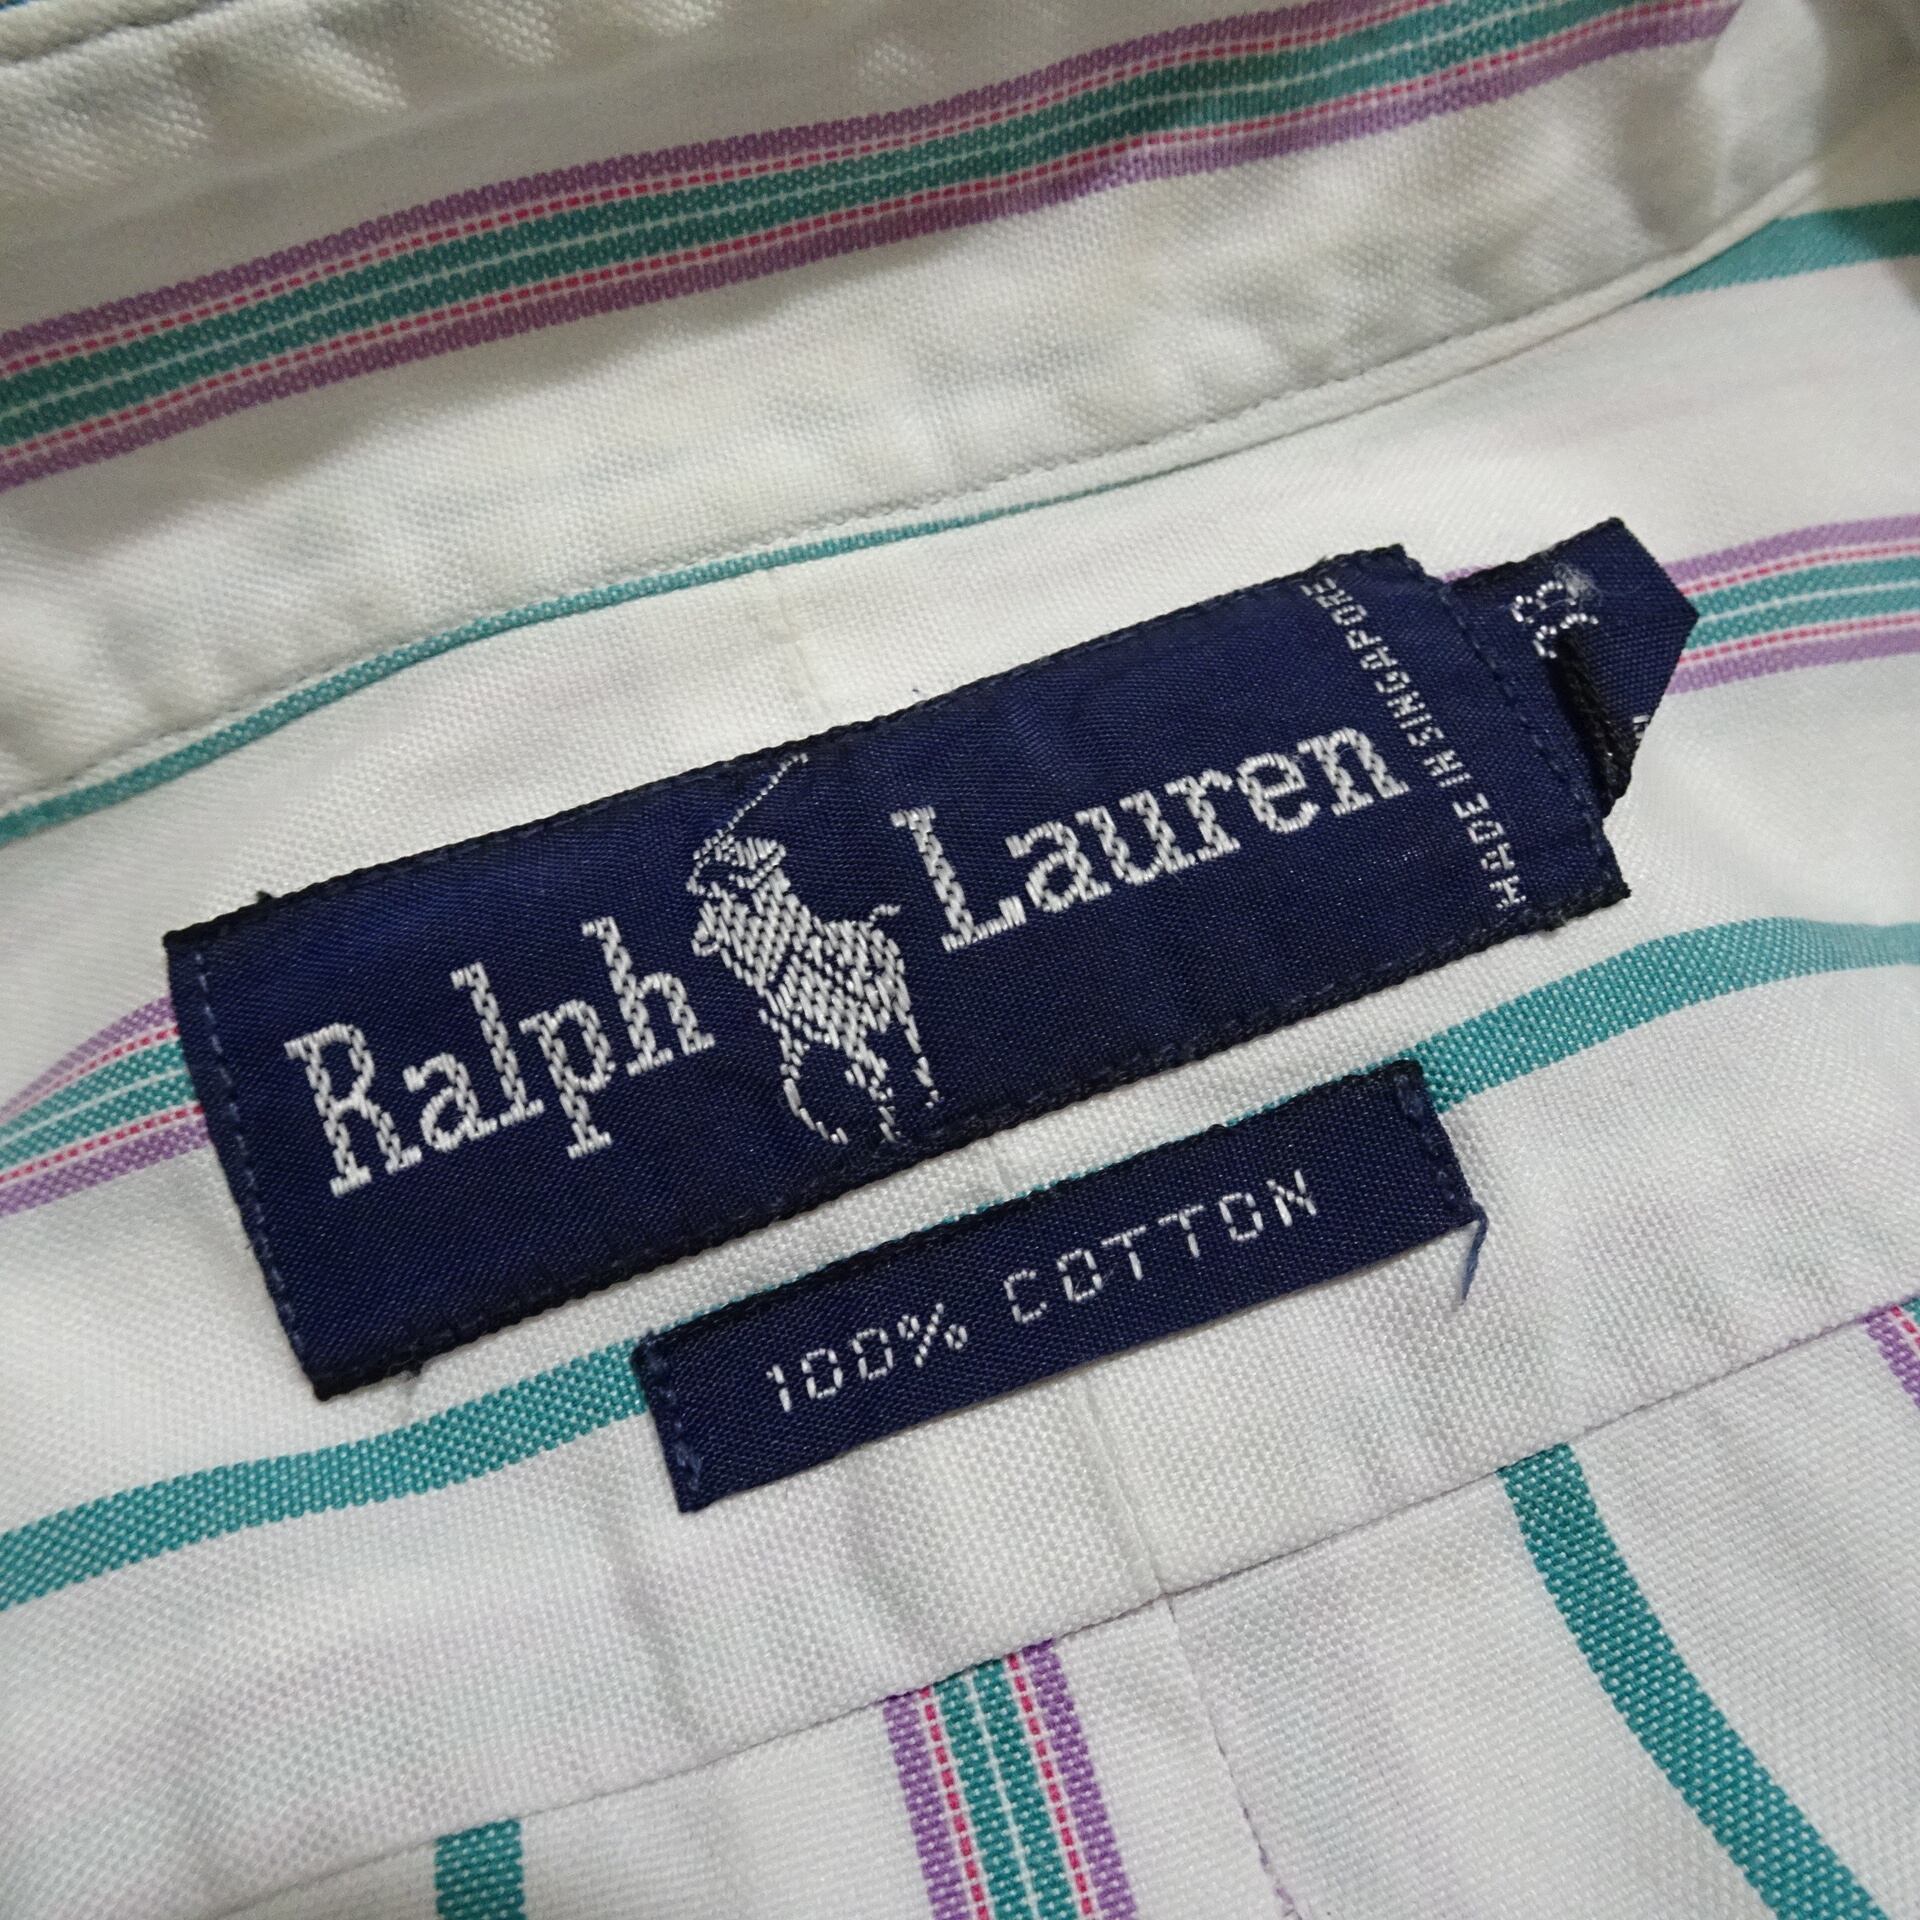 Ralph Lauren
MADE IN SINGAPORE
100% COTTON